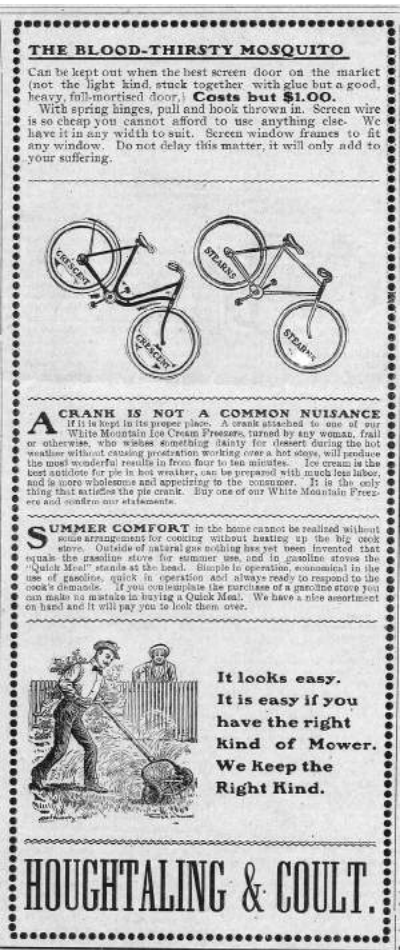 THE BLOOD-THIRSTY MOSQUITO
Can be kept out when the best screen door on the market
(not the light kind, stuck together with glue but a good,
heavy, full-mortised door,) Costs but $1.00.
With spring hinges, pull and hook thrown in. Screen wire
is so cheap you cannot afford to use anything else. We
have it in any width to suit. Screen window frames to fit
any window. Do not delay this matter, it will only add to
your suffering.
CRESCENT
CRESCENT
STEARNS
STEARNS
A CRANK IS NOT A COMMON NUISANCE
if it is kept in its proper place. A crank attached to one of our
White Mountain Ice Cream Freezers, turned by any woman, frail
or otherwise, who wishes something dainty for dessert during the hot
weather without causing prostration working over a hot stove, will produce
the most wonderful results in from four to ten minutes. Ice cream is the
best antidote for pie in hot weather, can be prepared with much less labor,
and is more wholesome and appetizing to the consumer. It is the only
thing that satisfies the pie crank. Buy one of our White Mountain Freez-
ers and confirm our statements.
SUMMER COMFORT in the home cannot be realized without
some arrangement for cooking without heating up the big cook
stove. Outside of natural gas nothing has yet been invented that
equals the gasoline stove for summer use, and in gasoline stoves the
"Quick Meal" stands at the head. Simple in operation, economical in the
use of gasoline, quick in operation and always ready to respond to the
cook's demands. If you contemplate the purchase of a gasoline stove you
can make no mistake in buying a Quick Meal. We have a nice assortment
on hand and it will pay you to look them over.
It looks easy.
It is easy if you
have the right
kind of Mower.
We Keep the
Right Kind.
HOUGHTALING & COULT.